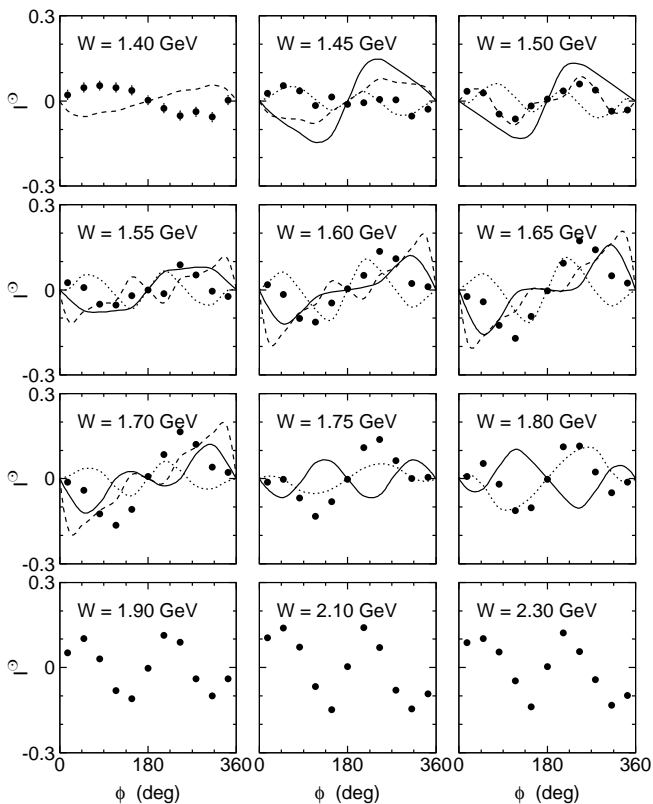 0.3
W = 1.40 GeV
W = 1.45 GeV
W = 1.50 GeV
0
I⊙
-0.3
0.3
W = 1.55 GeV
W = 1.60 GeV
W = 1.65 GeV
0
I⊙
-0.3
0.3
W = 1.70 GeV
W = 1.75 GeV
W = 1.80 GeV
0
I⊙
-0.3
0.3
W = 1.90 GeV
W = 2.10 GeV
W = 2.30 GeV
0
I⊙
-0.3
0 180 360 0 180 360 0 180 360
ϕ (deg) ϕ (deg) ϕ (deg)